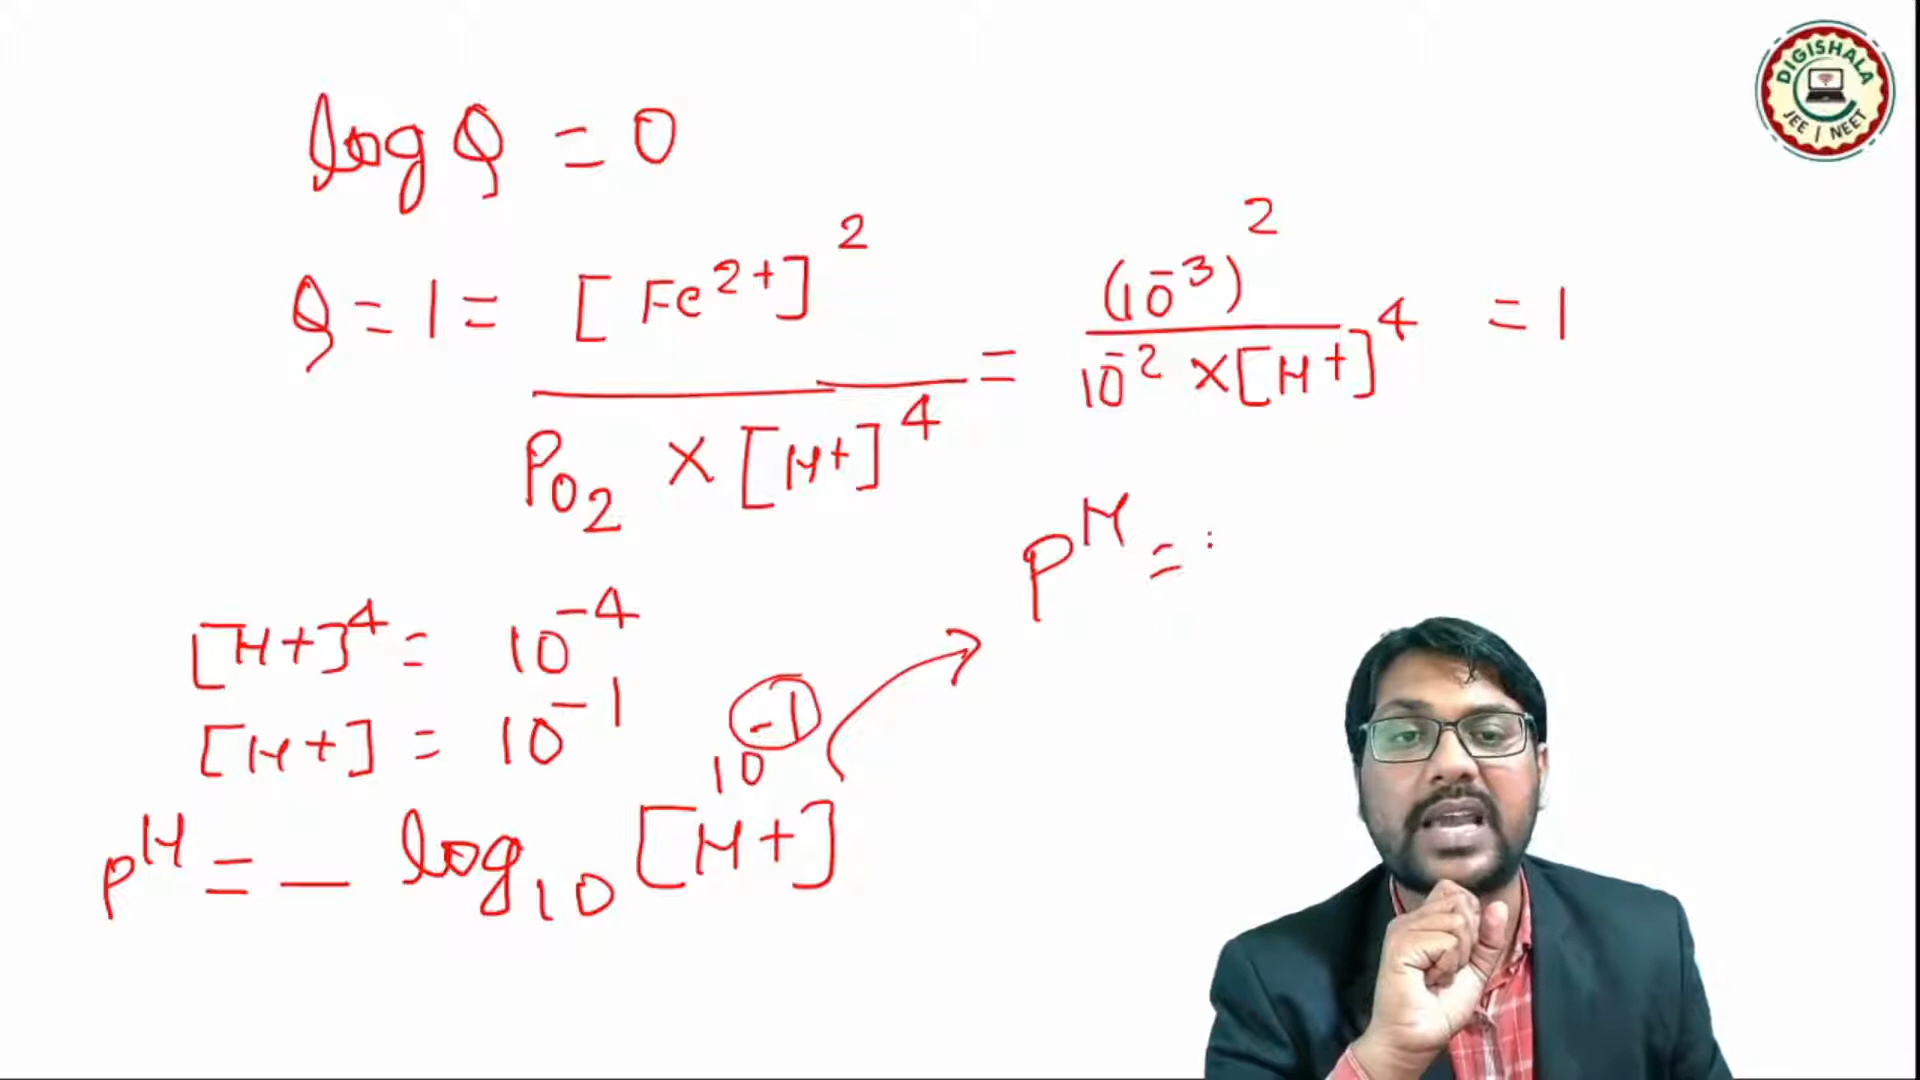 DIGISHALA
JEE | NEET
log Q = 0
Q = 1 = [Fe²⁺]² / P_O₂ × [H+]⁴ = (10⁻³)² / 10⁻² × [H+]⁴ = 1
pH =
[H+]⁴ = 10⁻⁴
[H+] = 10⁻¹
10⁻¹
pH = − log₁₀ [H+]